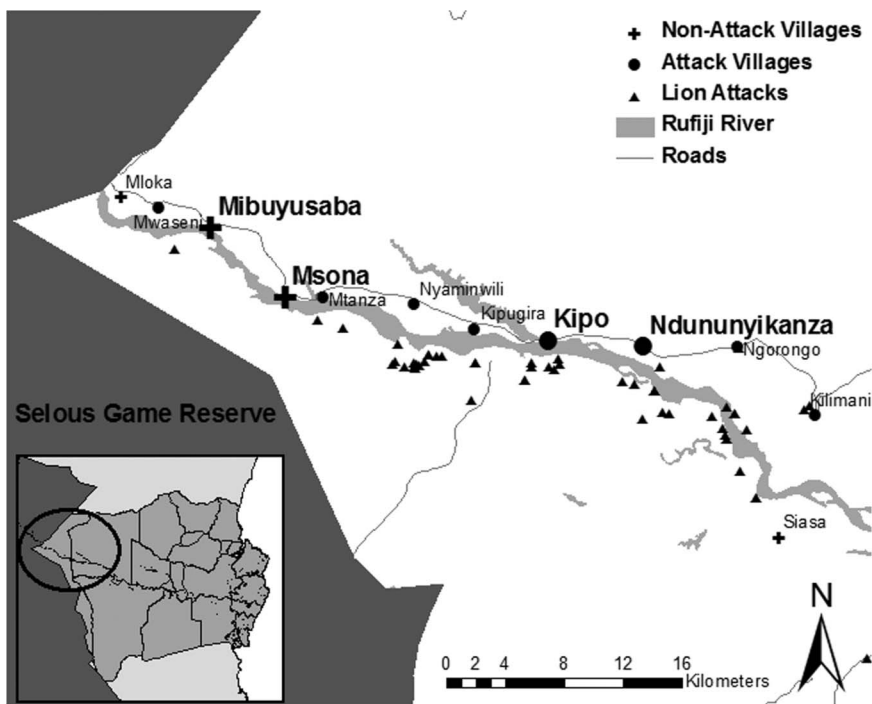 Non-Attack Villages
Attack Villages
Lion Attacks
Rufiji River
Roads
Mloka
Mwaseni
Mibuyusaba
Msona
Mtanza
Nyaminwili
Kipugira
Kipo
Ndununyikanza
Ngorongo
Kilimani
Selous Game Reserve
Siasa
N
0 2 4 8 12 16
Kilometers